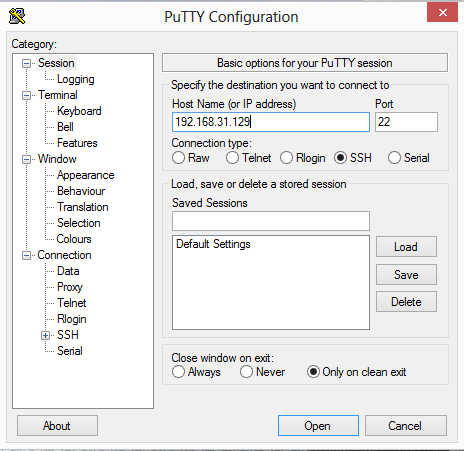 PuTTY Configuration
Category:
Session
Logging
Terminal
Keyboard
Bell
Features
Window
Appearance
Behaviour
Translation
Selection
Colours
Connection
Data
Proxy
Telnet
Rlogin
SSH
Serial
Basic options for your PuTTY session
Specify the destination you want to connect to
Host Name (or IP address) Port
192.168.31.129 22
Connection type:
Raw Telnet Rlogin SSH Serial
Load, save or delete a stored session
Saved Sessions
Default Settings
Load
Save
Delete
Close window on exit:
Always Never Only on clean exit
About Open Cancel